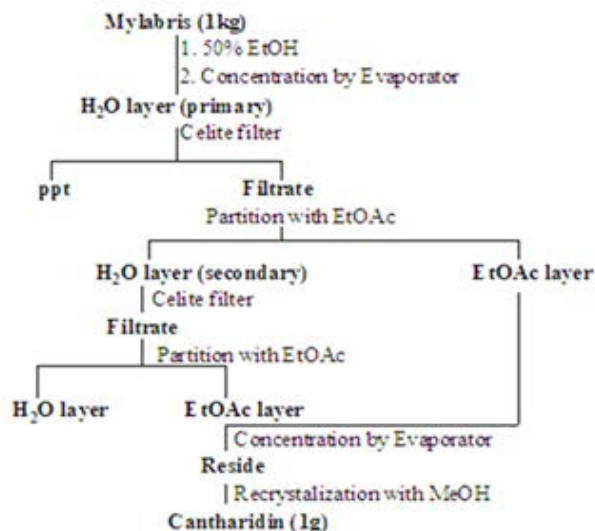 Mylabris (1kg)
1. 50% EtOH
2. Concentration by Evaporator
H₂O layer (primary)
Celite filter
ppt
Filtrate
Partition with EtOAc
H₂O layer (secondary)
EtOAc layer
Celite filter
Filtrate
Partition with EtOAc
H₂O layer
EtOAc layer
Concentration by Evaporator
Reside
Recrystalization with MeOH
Cantharidin (1g)